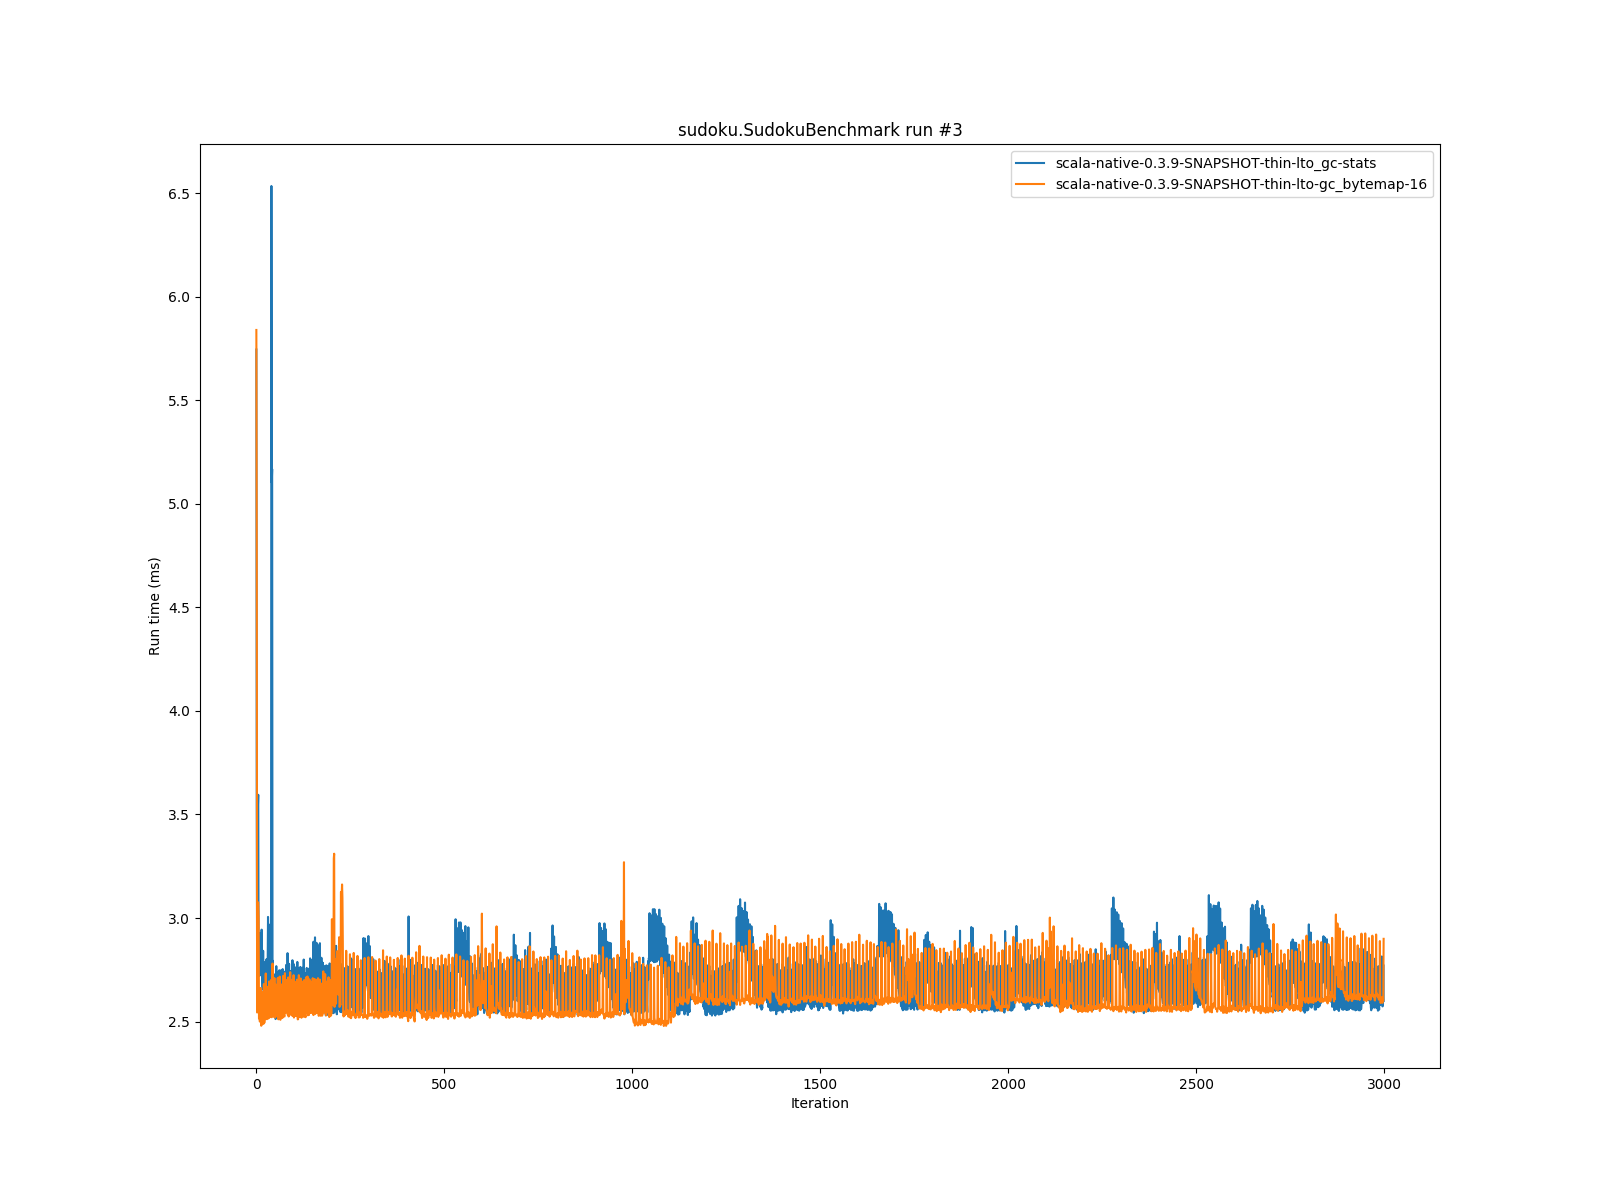 sudoku.SudokuBenchmark run #3
scala-native-0.3.9-SNAPSHOT-thin-lto_gc-stats
scala-native-0.3.9-SNAPSHOT-thin-lto-gc_bytemap-16
6.5
6.0
5.5
5.0
4.5
4.0
3.5
3.0
2.5
Run time (ms)
0 500 1000 1500 2000 2500 3000
Iteration